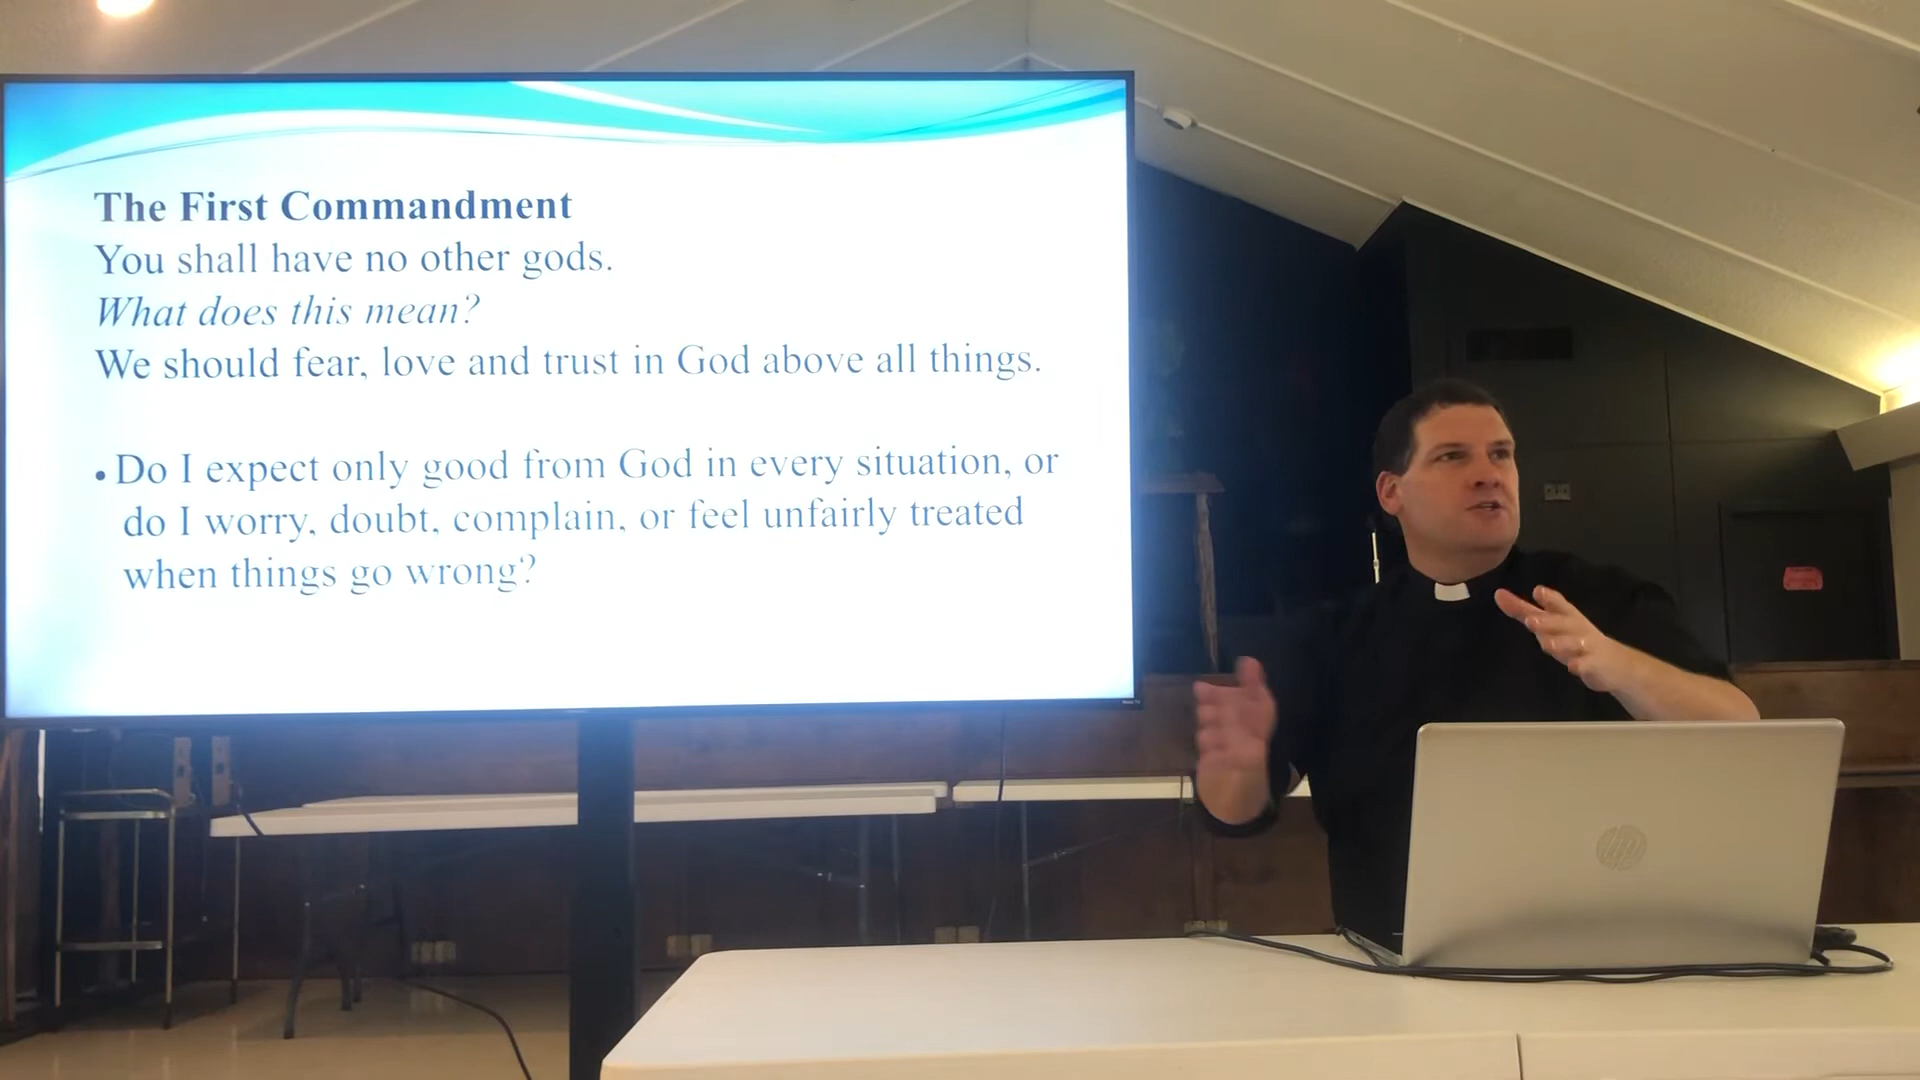 The First Commandment
You shall have no other gods.
What does this mean?
We should fear, love and trust in God above all things.
• Do I expect only good from God in every situation, or
do I worry, doubt, complain, or feel unfairly treated
when things go wrong?
hp